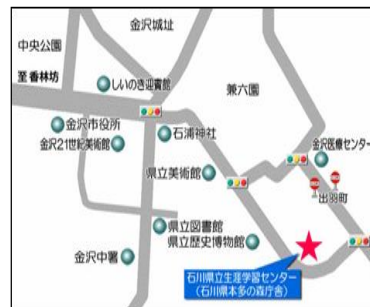 金沢城址
中央公園
至 香林坊
しいのき迎賓館
兼六園
金沢市役所
金沢21世紀美術館
石浦神社
金沢医療センター
県立美術館
出羽町
県立図書館
県立歴史博物館
金沢中署
石川県立生涯学習センター
(石川県本多の森庁舎)